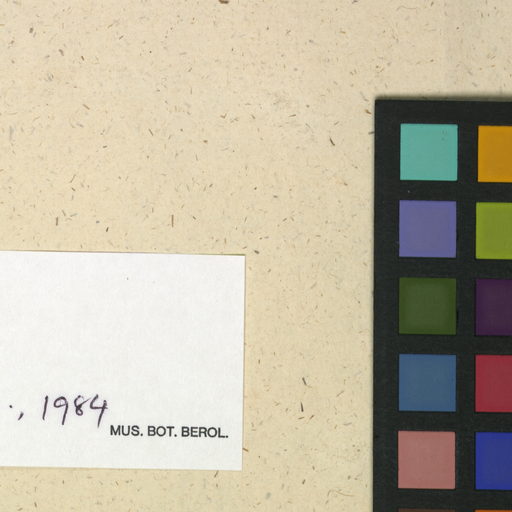 ., 1984
MUS. BOT. BEROL.